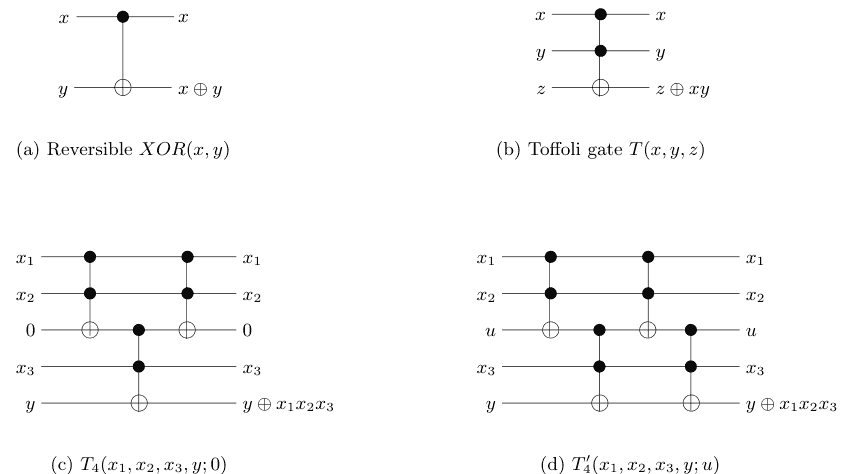 x x
y x ⊕ y
(a) Reversible XOR(x, y)
x x
y y
z z ⊕ xy
(b) Toffoli gate T(x, y, z)
x₁ x₁
x₂ x₂
0 0
x₃ x₃
y y ⊕ x₁x₂x₃
(c) T₄(x₁, x₂, x₃, y; 0)
x₁ x₁
x₂ x₂
u u
x₃ x₃
y y ⊕ x₁x₂x₃
(d) T₄′(x₁, x₂, x₃, y; u)